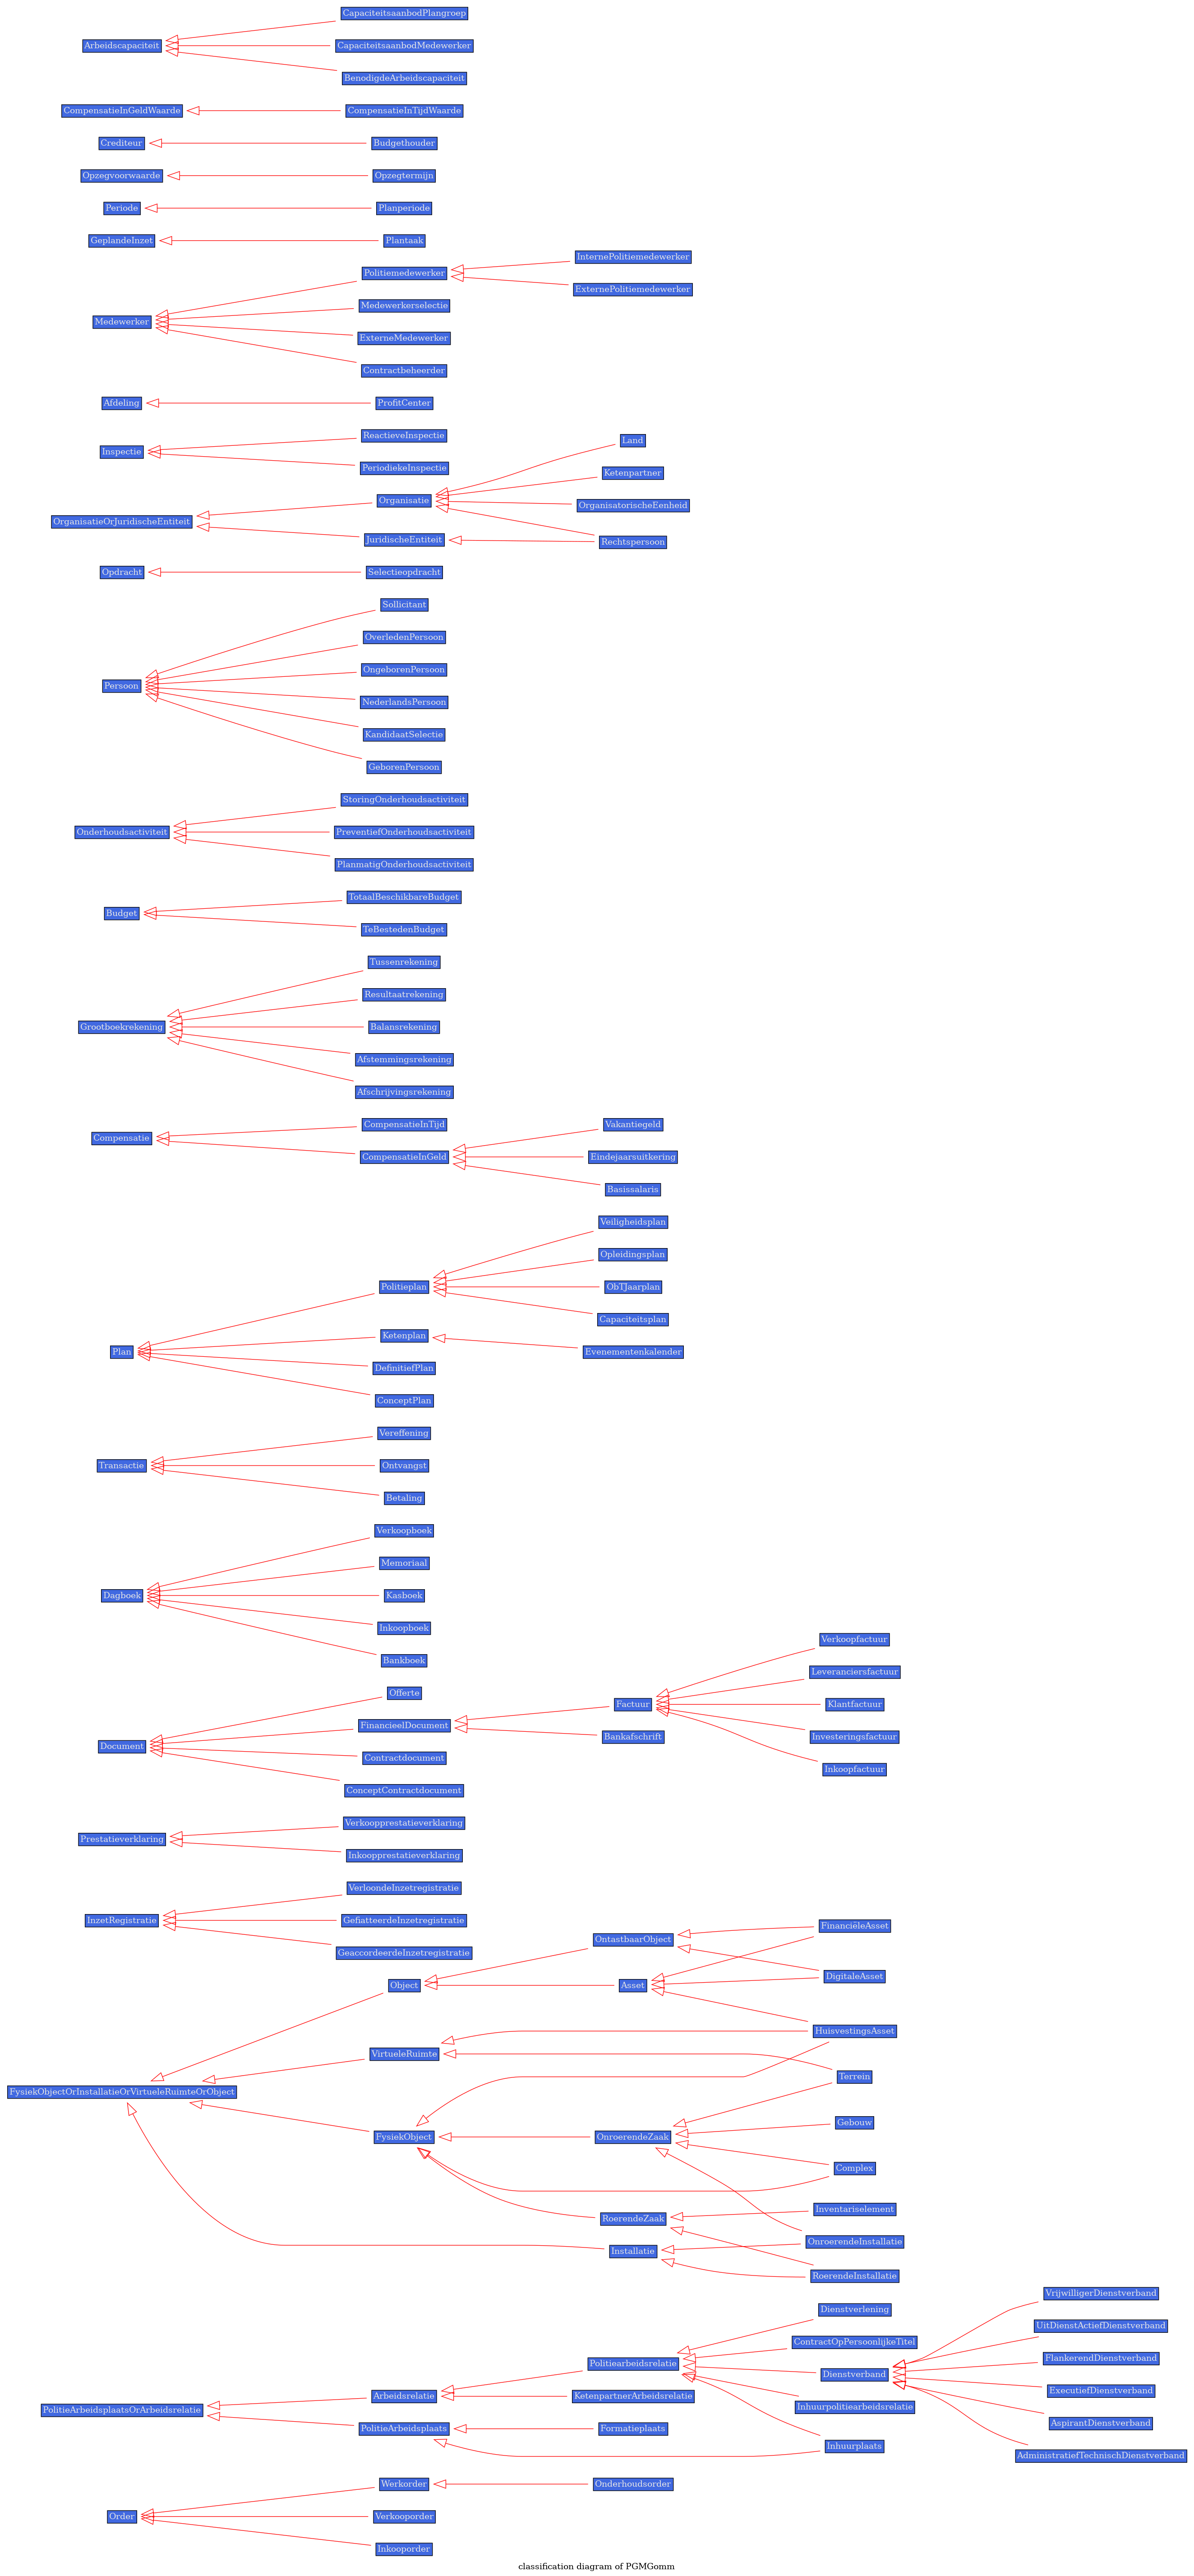 CapaciteitsaanbodPlangroep
Arbeidscapaciteit
CapaciteitsaanbodMedewerker
BenodigdeArbeidscapaciteit
CompensatieInGeldWaarde
CompensatieInTijdWaarde
Crediteur
Budgethouder
Opzegvoorwaarde
Opzegtermijn
Periode
Planperiode
GeplandeInzet
Plantaak
InternePolitiemedewerker
Politiemedewerker
ExternePolitiemedewerker
Medewerkerselectie
Medewerker
ExterneMedewerker
Contractbeheerder
Afdeling
ProfitCenter
ReactieveInspectie
Land
Inspectie
PeriodiekeInspectie
Ketenpartner
Organisatie
OrganisatorischeEenheid
OrganisatieOrJuridischeEntiteit
JuridischeEntiteit
Rechtspersoon
Opdracht
Selectieopdracht
Sollicitant
OverledenPersoon
OngeborenPersoon
Persoon
NederlandsPersoon
KandidaatSelectie
GeborenPersoon
StoringOnderhoudsactiviteit
Onderhoudsactiviteit
PreventiefOnderhoudsactiviteit
PlanmatigOnderhoudsactiviteit
TotaalBeschikbareBudget
Budget
TeBestedenBudget
Tussenrekening
Resultaatrekening
Grootboekrekening
Balansrekening
Afstemmingsrekening
Afschrijvingsrekening
CompensatieInTijd
Vakantiegeld
Compensatie
CompensatieInGeld
Eindejaarsuitkering
Basissalaris
Veiligheidsplan
Opleidingsplan
Politieplan
ObTJaarplan
Capaciteitsplan
Ketenplan
Plan
Evenementenkalender
DefinitiefPlan
ConceptPlan
Vereffening
Transactie
Ontvangst
Betaling
Verkoopboek
Memoriaal
Dagboek
Kasboek
Inkoopboek
Verkoopfactuur
Bankboek
Leveranciersfactuur
Offerte
Factuur
Klantfactuur
FinancieelDocument
Bankafschrift
Investeringsfactuur
Document
Contractdocument
Inkoopfactuur
ConceptContractdocument
Verkoopprestatieverklaring
Prestatieverklaring
Inkoopprestatieverklaring
VerloondeInzetregistratie
InzetRegistratie
GefiatteerdeInzetregistratie
FinanciëleAsset
OntastbaarObject
GeaccordeerdeInzetregistratie
DigitaleAsset
Object
Asset
HuisvestingsAsset
VirtueleRuimte
Terrein
FysiekObjectOrInstallatieOrVirtueleRuimteOrObject
Gebouw
FysiekObject
OnroerendeZaak
Complex
Inventariselement
RoerendeZaak
OnroerendeInstallatie
Installatie
RoerendeInstallatie
VrijwilligerDienstverband
Dienstverlening
UitDienstActiefDienstverband
ContractOpPersoonlijkeTitel
FlankerendDienstverband
Politiearbeidsrelatie
Dienstverband
ExecutiefDienstverband
Arbeidsrelatie
KetenpartnerArbeidsrelatie
Inhuurpolitiearbeidsrelatie
PolitieArbeidsplaatsOrArbeidsrelatie
AspirantDienstverband
PolitieArbeidsplaats
Formatieplaats
Inhuurplaats
AdministratiefTechnischDienstverband
Werkorder
Onderhoudsorder
Order
Verkooporder
Inkooporder
classification diagram of PGMGomm